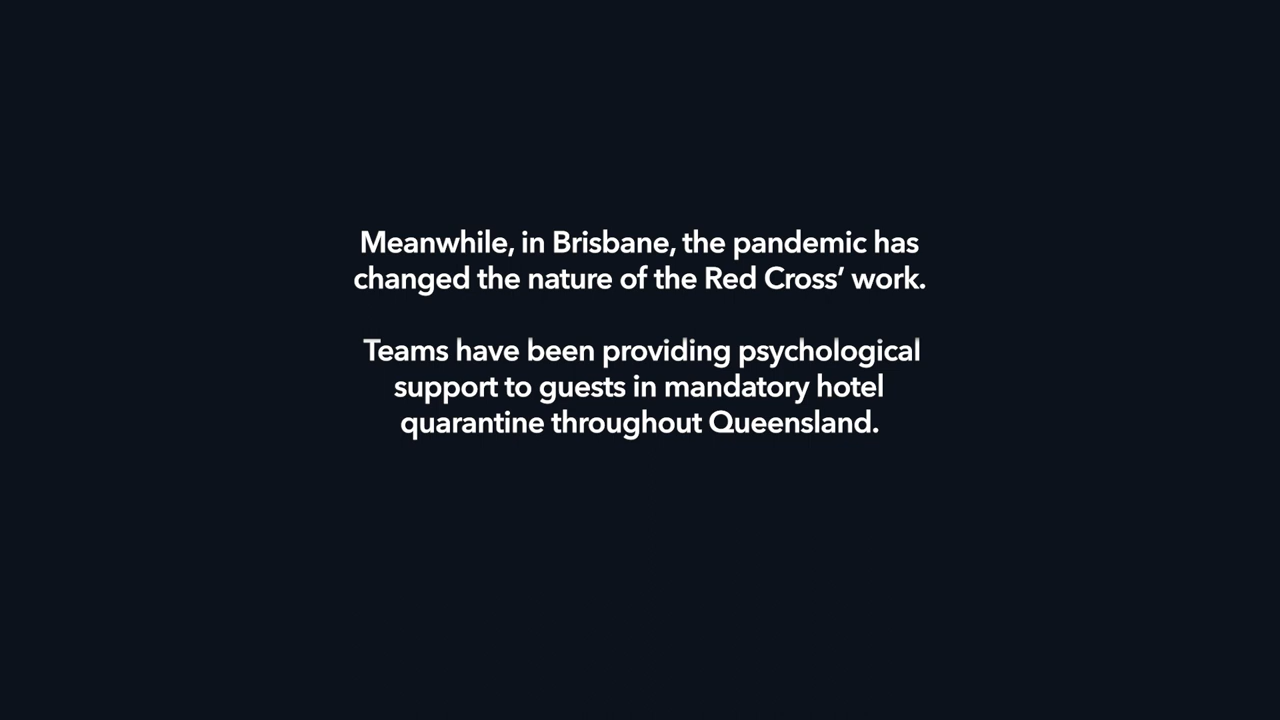 Meanwhile, in Brisbane, the pandemic has
changed the nature of the Red Cross’ work.
Teams have been providing psychological
support to guests in mandatory hotel
quarantine throughout Queensland.